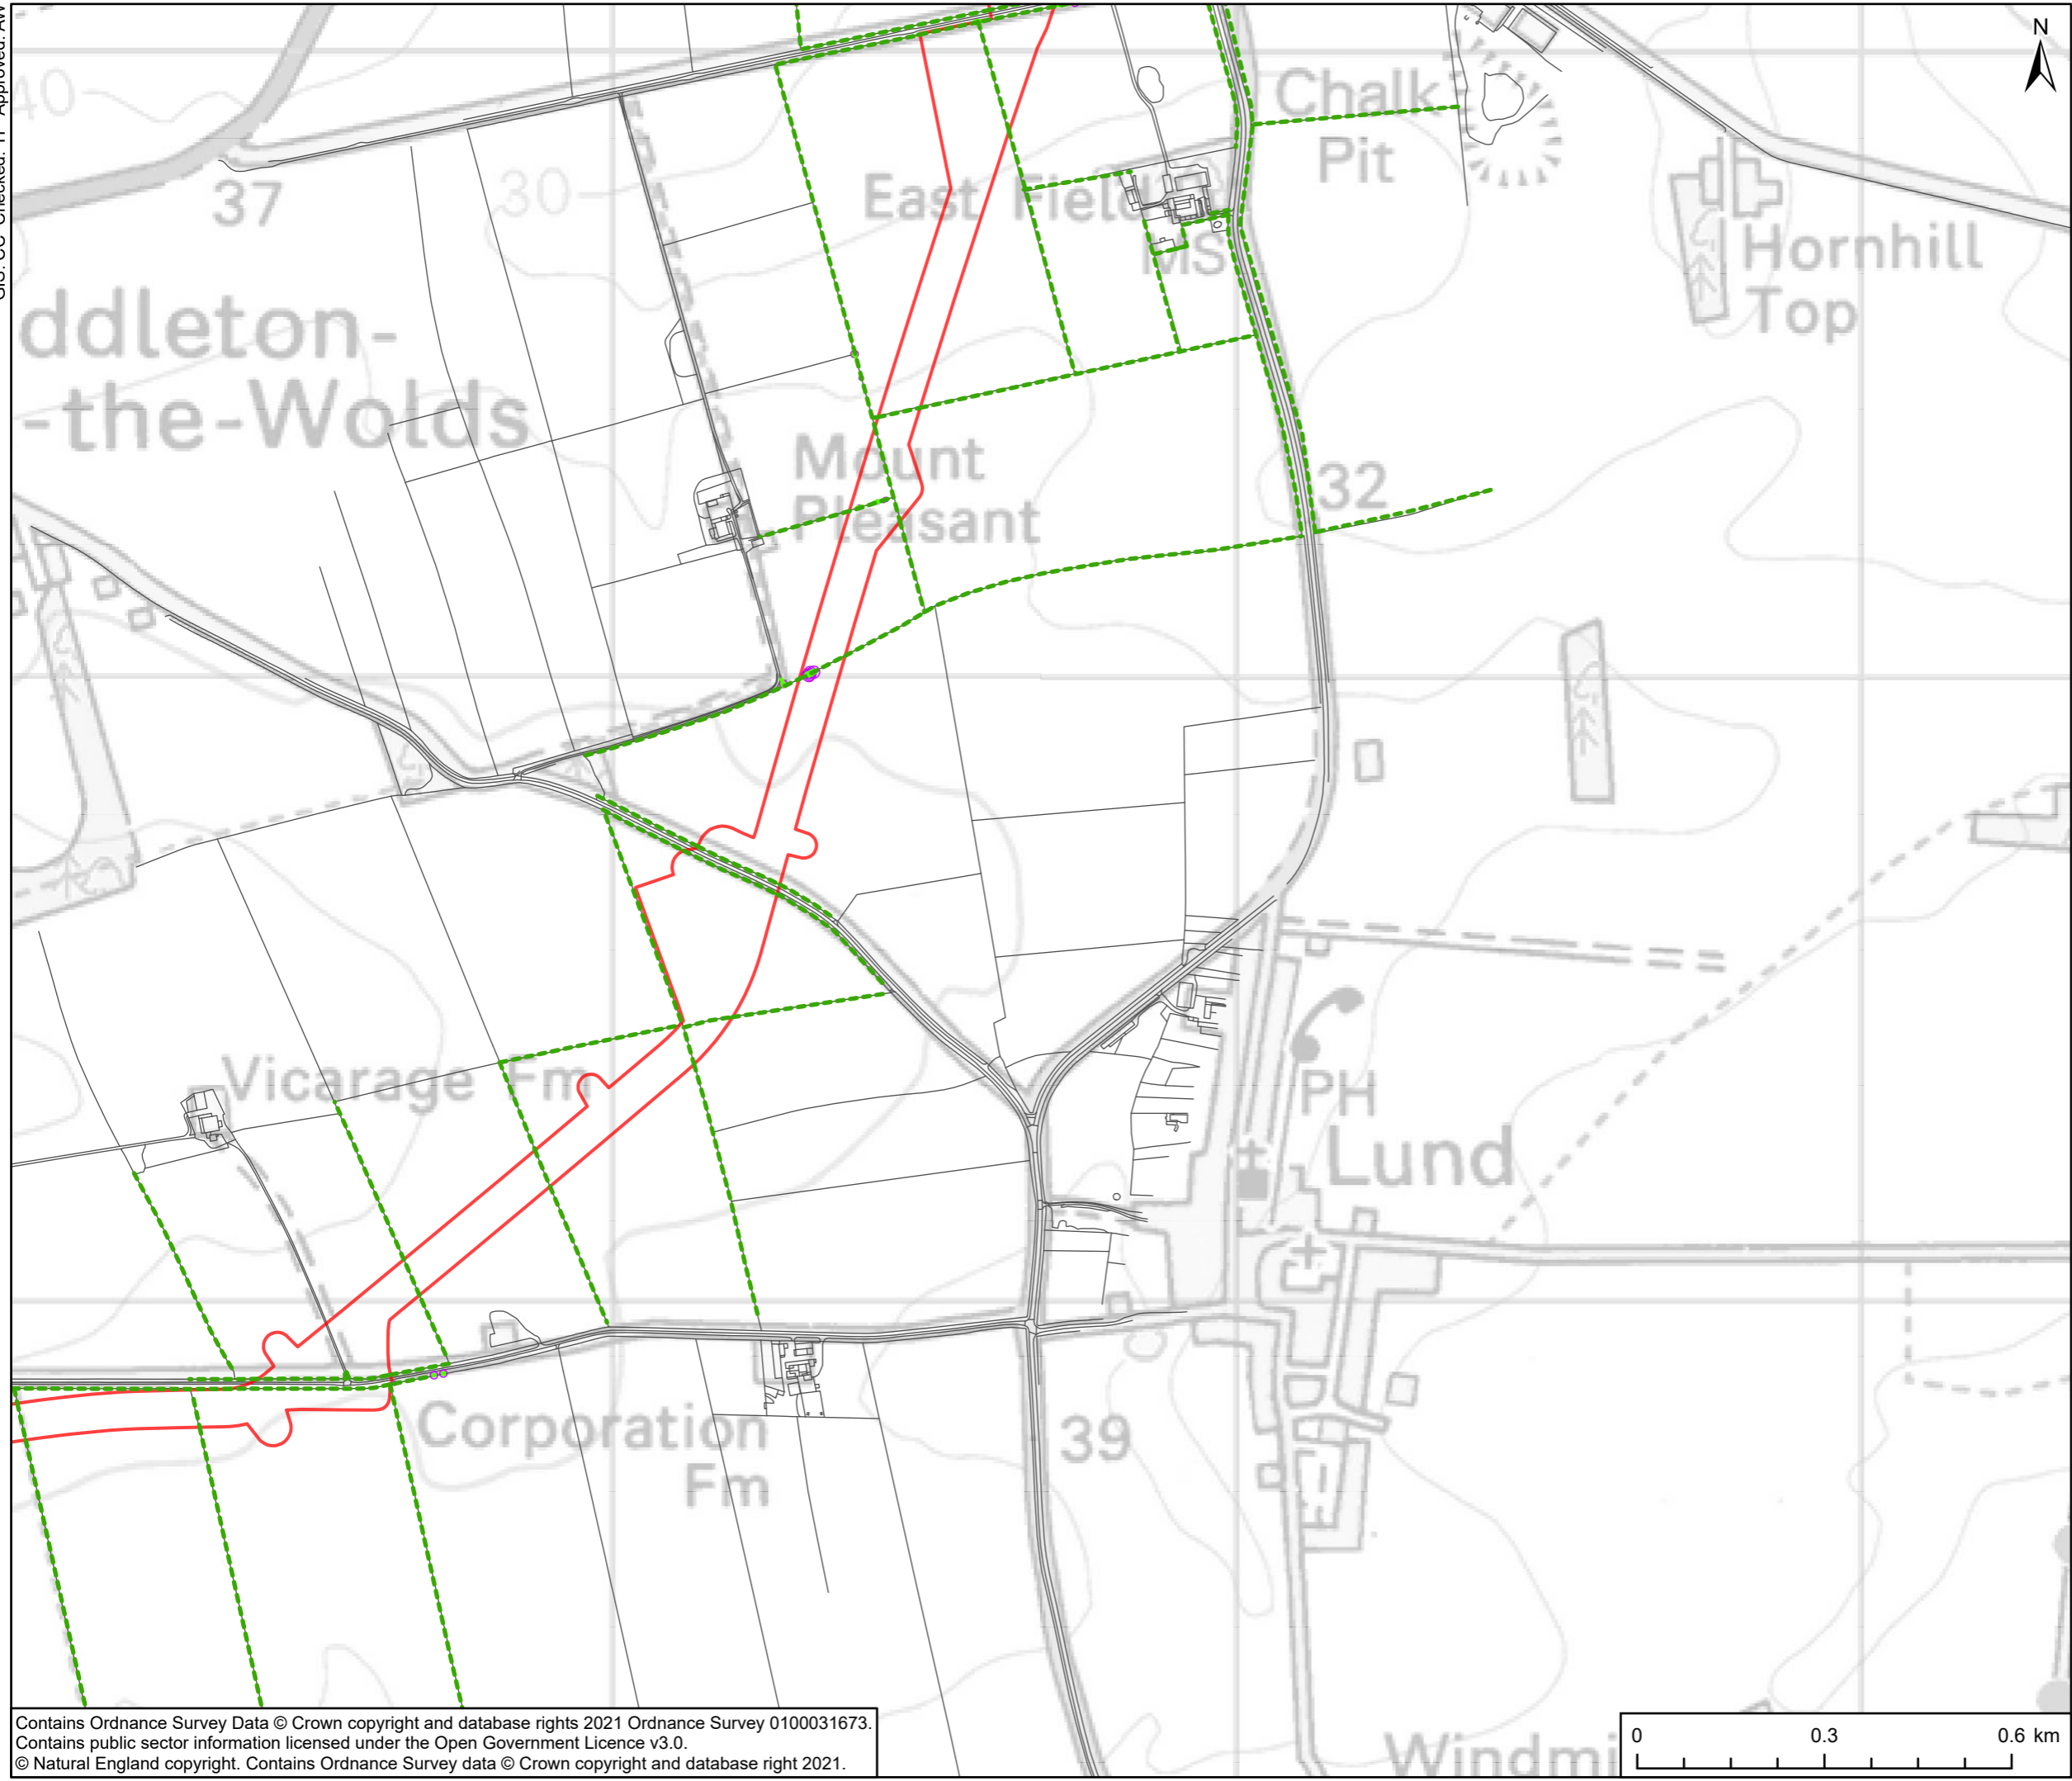 N
40
Chalk
Pit
37
30
East Field
MS
Hornhill
Top
ddleton-
-the-Wolds
Mount
Pleasant
32
Vicarage Fm
PH
Lund
Corporation
Fm
39
Windmi
Contains Ordnance Survey Data © Crown copyright and database rights 2021 Ordnance Survey 0100031673.
Contains public sector information licensed under the Open Government Licence v3.0.
© Natural England copyright. Contains Ordnance Survey data © Crown copyright and database right 2021.
0 0.3 0.6 km